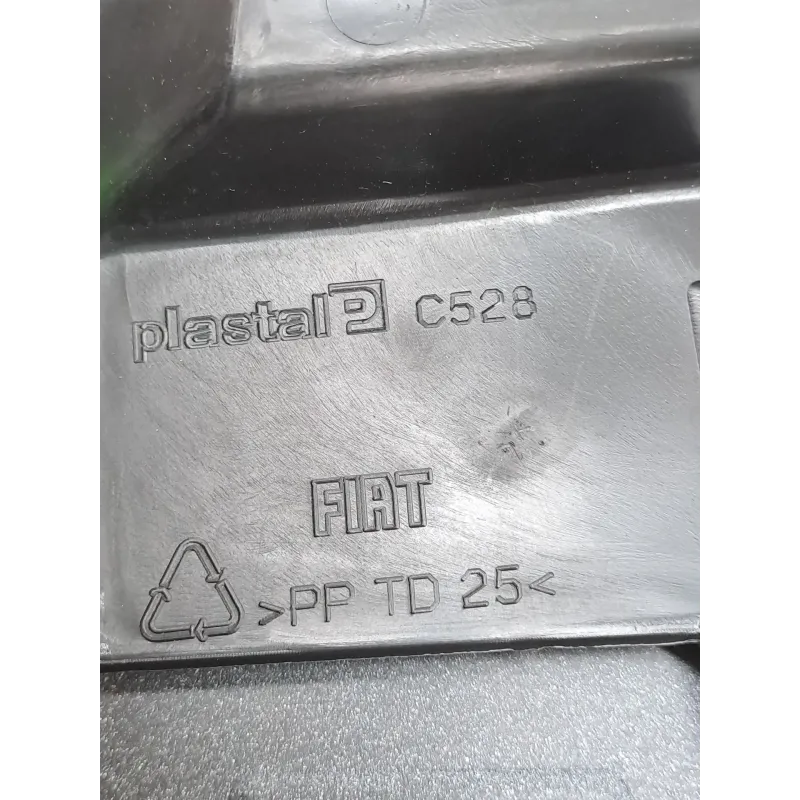 plastal P C528
FIAT
>PP TD 25<